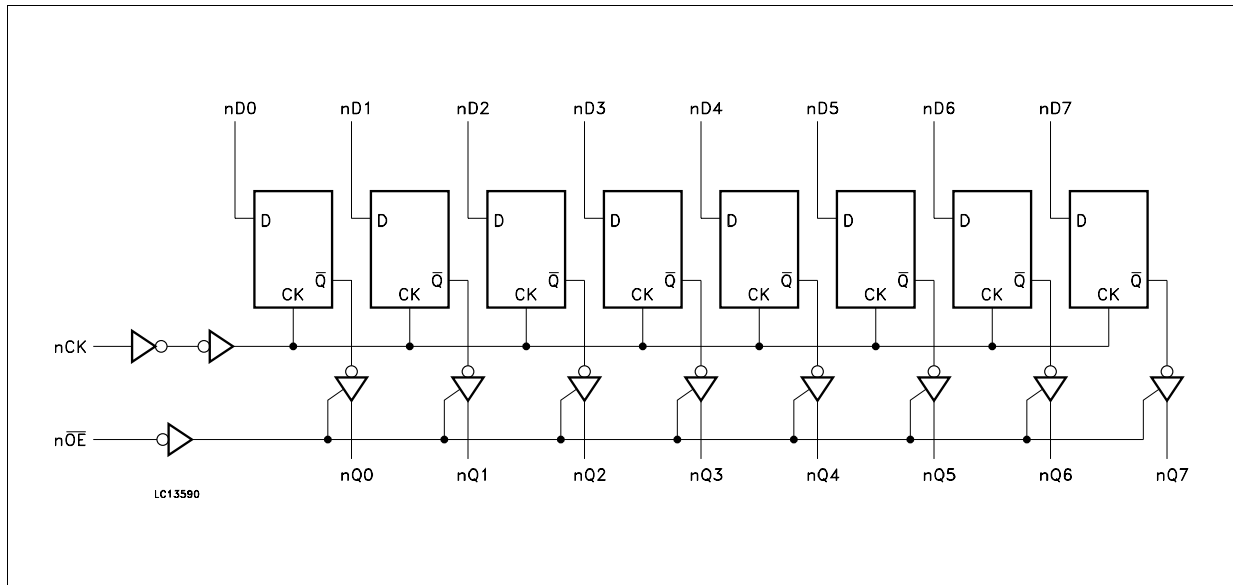 nD0 nD1 nD2 nD3 nD4 nD5 nD6 nD7
D D D D D D D D
Q̅ Q̅ Q̅ Q̅ Q̅ Q̅ Q̅ Q̅
CK CK CK CK CK CK CK CK
nCK
nO̅E̅
nQ0 nQ1 nQ2 nQ3 nQ4 nQ5 nQ6 nQ7
LC13590